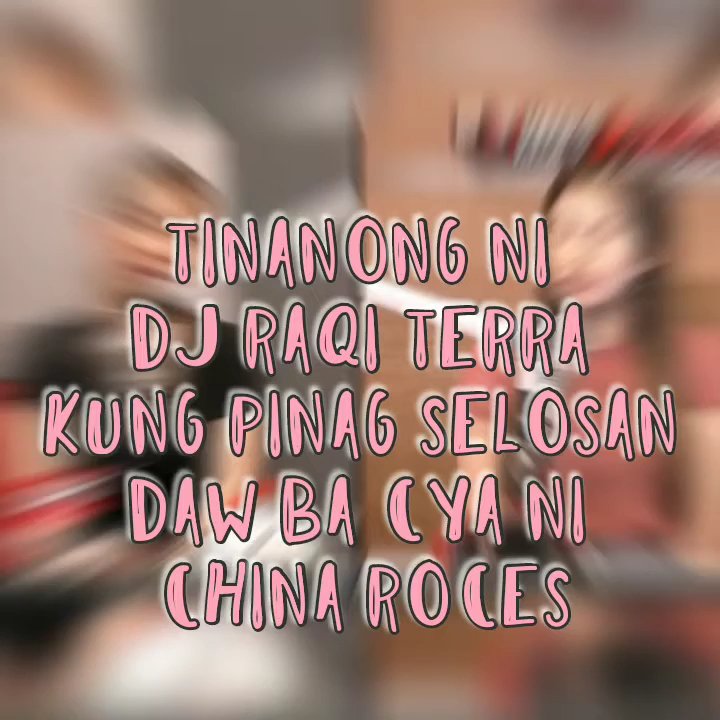 TINANONG NI
DJ RAQI TERRA
KUNG PINAG SELOSAN
DAW BA CYA NI
CHINA ROCES